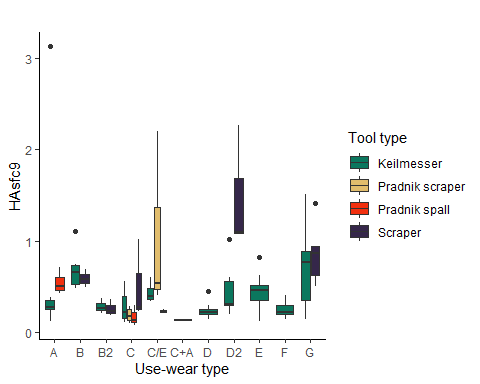 HAsfc9
3
2
1
0
A B B2 C C/E C+A D D2 E F G
Use-wear type
Tool type
Keilmesser
Pradnik scraper
Pradnik spall
Scraper